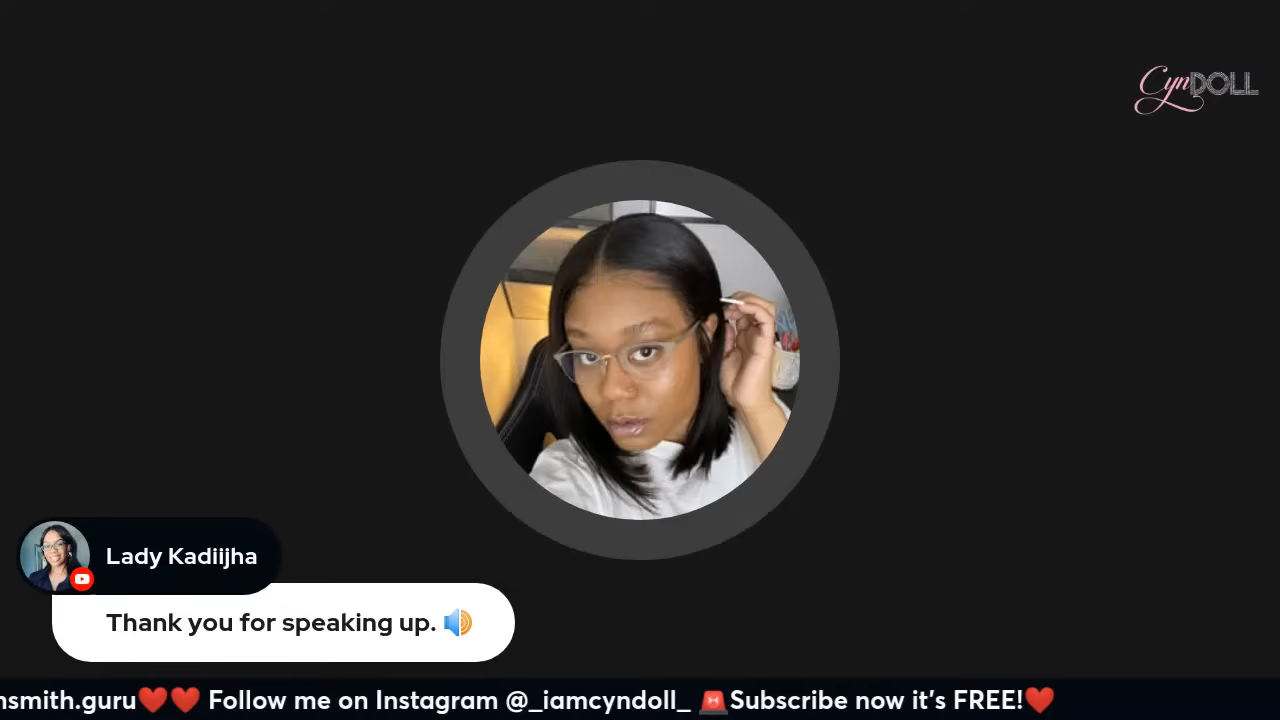 CynDOLL
Lady Kadiijha
Thank you for speaking up. 🔊
nsmith.guru❤️❤️ Follow me on Instagram @_iamcyndoll_ 🚨Subscribe now it's FREE!❤️